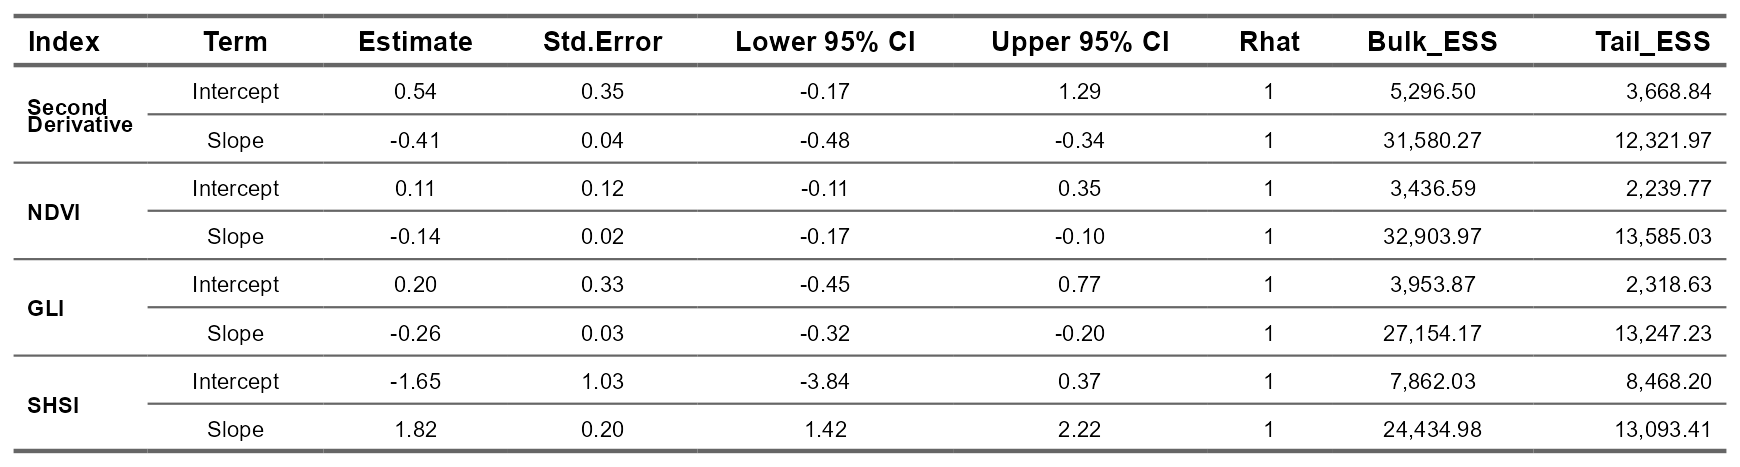 Index Term Estimate Std.Error Lower 95% CI Upper 95% CI Rhat Bulk_ESS Tail_ESS
Second Derivative Intercept 0.54 0.35 -0.17 1.29 1 5,296.50 3,668.84
Slope -0.41 0.04 -0.48 -0.34 1 31,580.27 12,321.97
NDVI Intercept 0.11 0.12 -0.11 0.35 1 3,436.59 2,239.77
Slope -0.14 0.02 -0.17 -0.10 1 32,903.97 13,585.03
GLI Intercept 0.20 0.33 -0.45 0.77 1 3,953.87 2,318.63
Slope -0.26 0.03 -0.32 -0.20 1 27,154.17 13,247.23
SHSI Intercept -1.65 1.03 -3.84 0.37 1 7,862.03 8,468.20
Slope 1.82 0.20 1.42 2.22 1 24,434.98 13,093.41